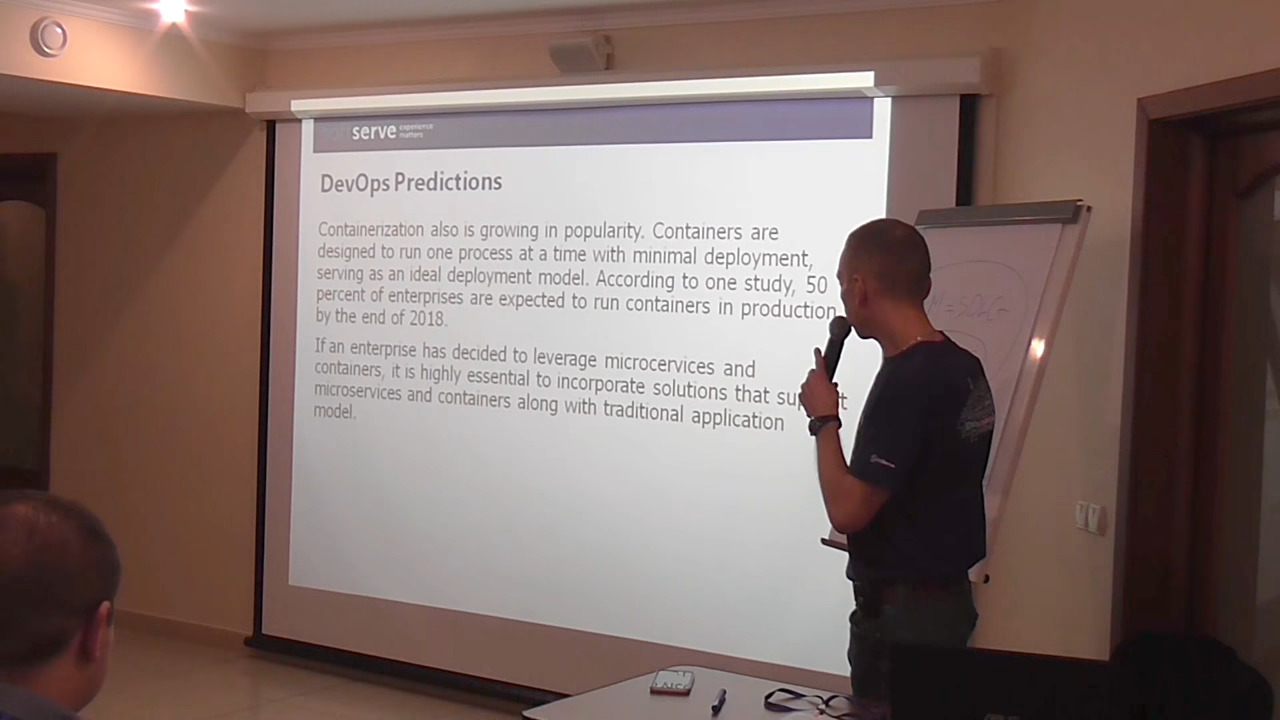 serve experience
matters
DevOps Predictions
Containerization also is growing in popularity. Containers are
designed to run one process at a time with minimal deployment,
serving as an ideal deployment model. According to one study, 50
percent of enterprises are expected to run containers in production
by the end of 2018.
If an enterprise has decided to leverage microcervices and
containers, it is highly essential to incorporate solutions that
microservices and containers along with traditional application
model.